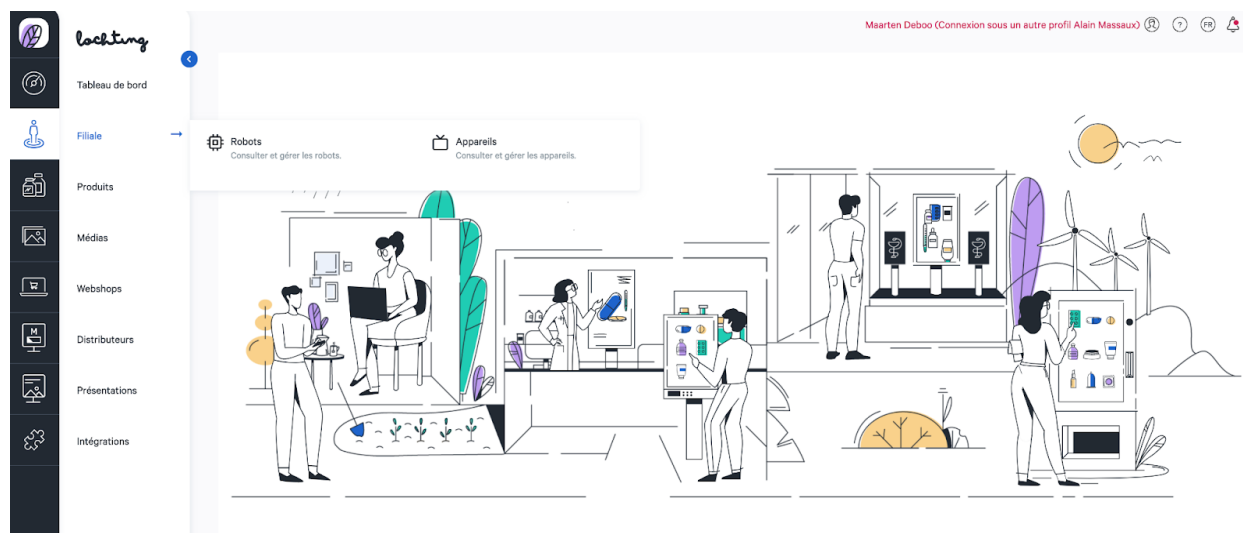 lochting
Maarten Deboo (Connexion sous un autre profil Alain Massaux)
?
FR
Tableau de bord
Filiale
Robots
Consulter et gérer les robots.
Appareils
Consulter et gérer les appareils.
Produits
Médias
Webshops
M
Distributeurs
Présentations
Intégrations